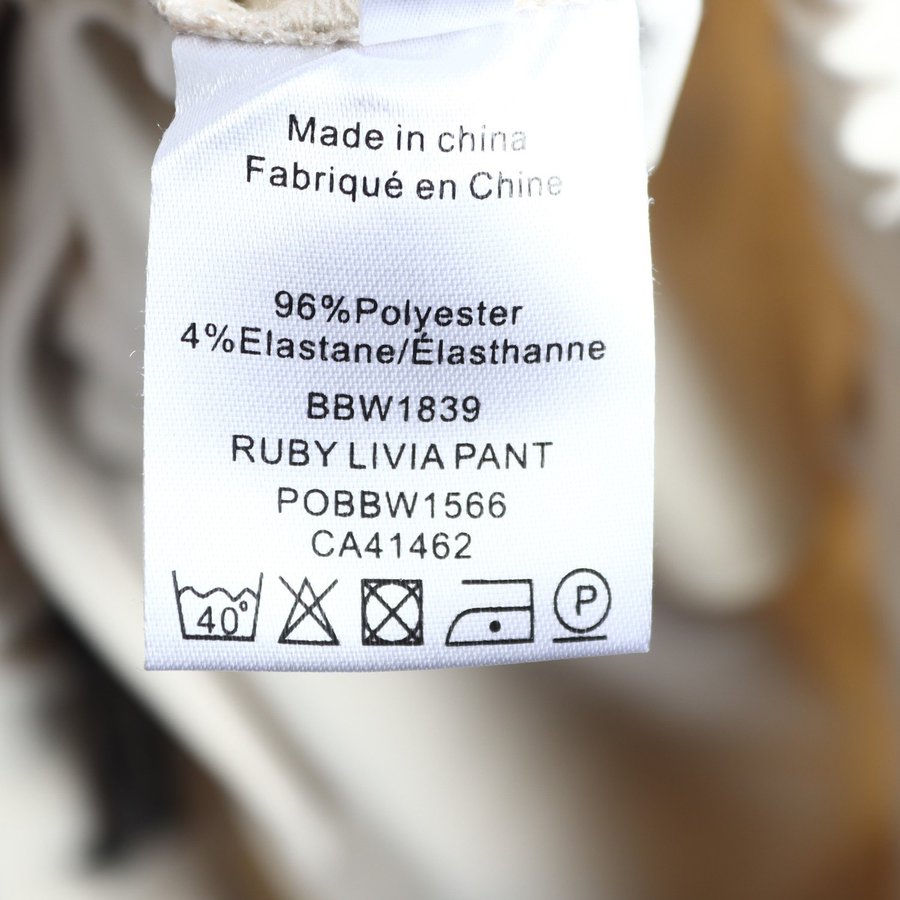 Made in china
Fabriqué en Chine
96%Polyester
4%Elastane/Élasthanne
BBW1839
RUBY LIVIA PANT
POBBW1566
CA41462
40° P